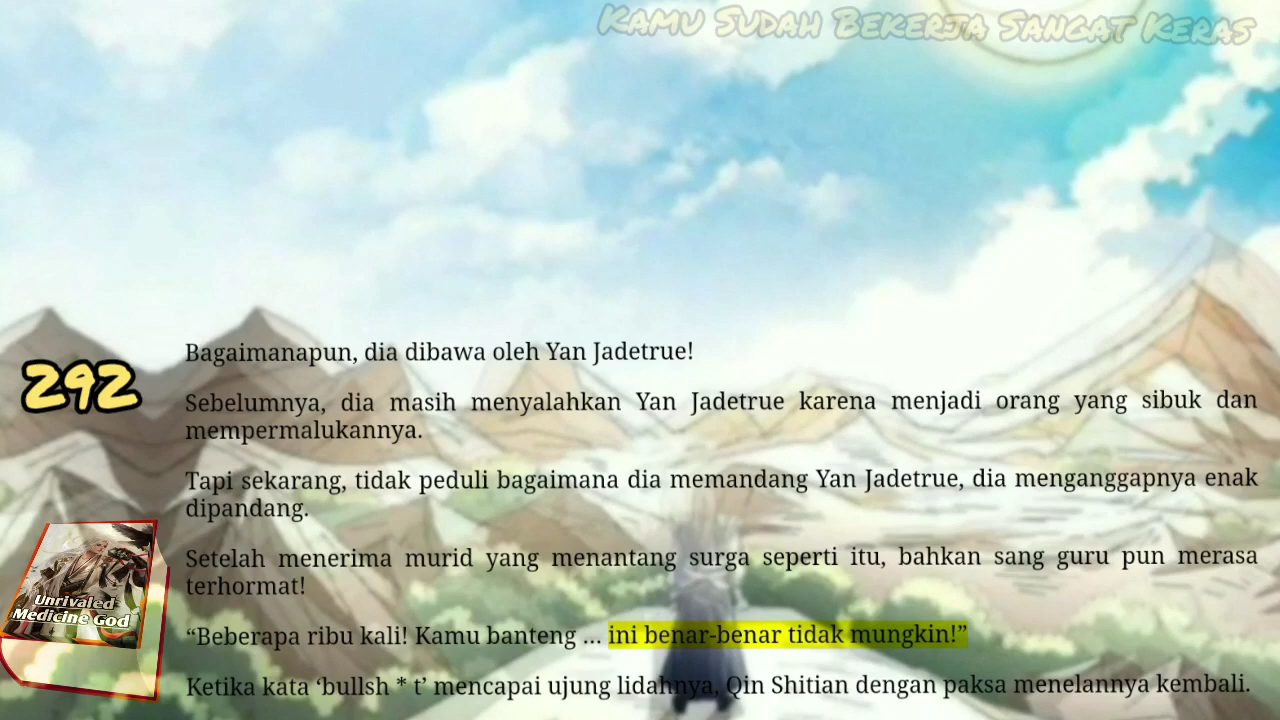 Kamu Sudah Bekerja Sangat Keras
Bagaimanapun, dia dibawa oleh Yan Jadetrue!
292
Sebelumnya, dia masih menyalahkan Yan Jadetrue karena menjadi orang yang sibuk dan
mempermalukannya.
Tapi sekarang, tidak peduli bagaimana dia memandang Yan Jadetrue, dia menganggapnya enak
dipandang.
Setelah menerima murid yang menantang surga seperti itu, bahkan sang guru pun merasa
terhormat!
Unrivaled
Medicine God
“Beberapa ribu kali! Kamu banteng ... ini benar-benar tidak mungkin!”
Ketika kata ‘bullsh * t’ mencapai ujung lidahnya, Qin Shitian dengan paksa menelannya kembali.